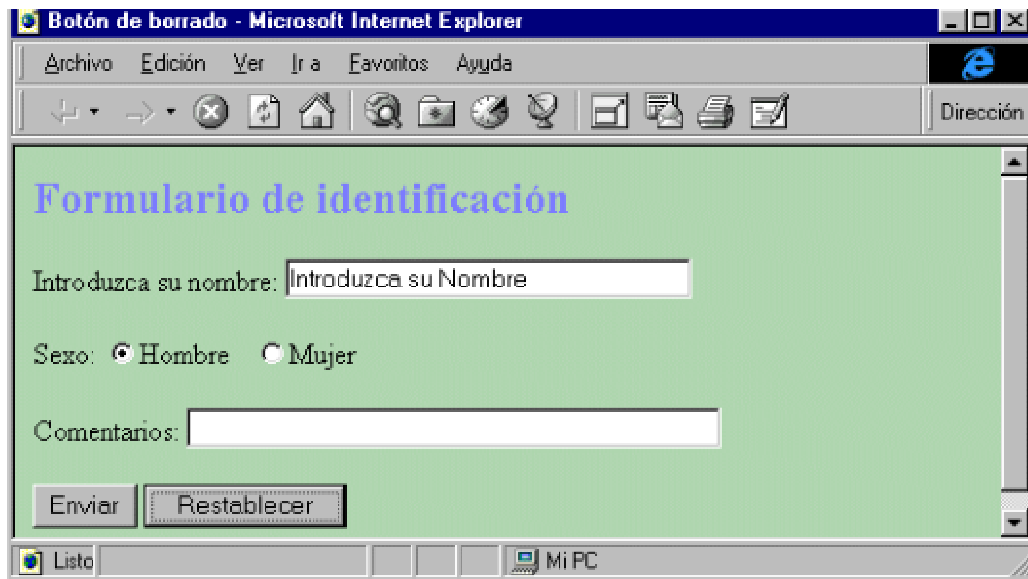 Botón de borrado - Microsoft Internet Explorer
Archivo Edición Ver Ir a Favoritos Ayuda
Dirección
Formulario de identificación
Introduzca su nombre: Introduzca su Nombre
Sexo: Hombre Mujer
Comentarios:
Enviar Restablecer
Listo Mi PC